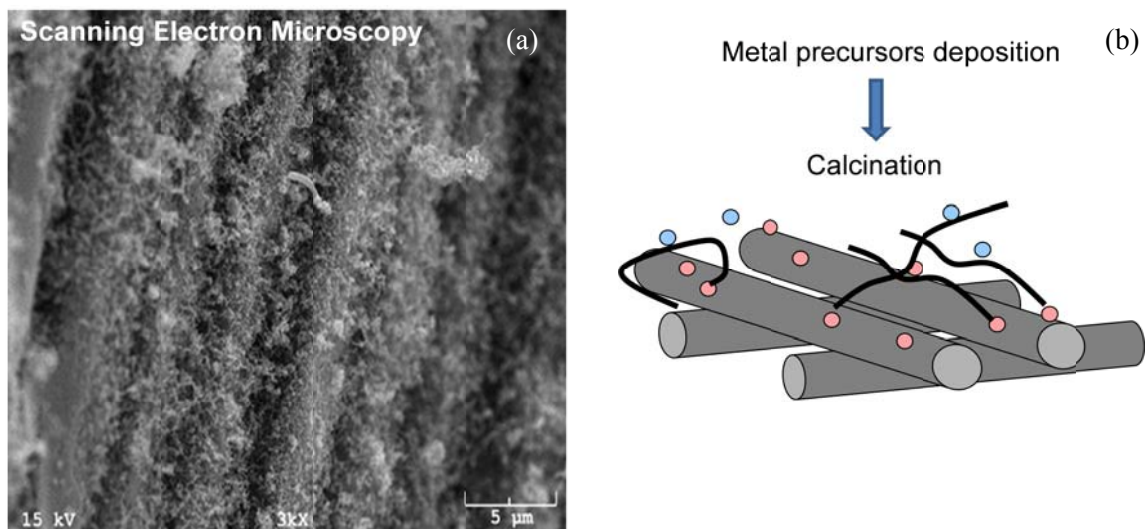 Scanning Electron Microscopy
(a)
15 kV
3kX
5 µm
(b)
Metal precursors deposition
Calcination